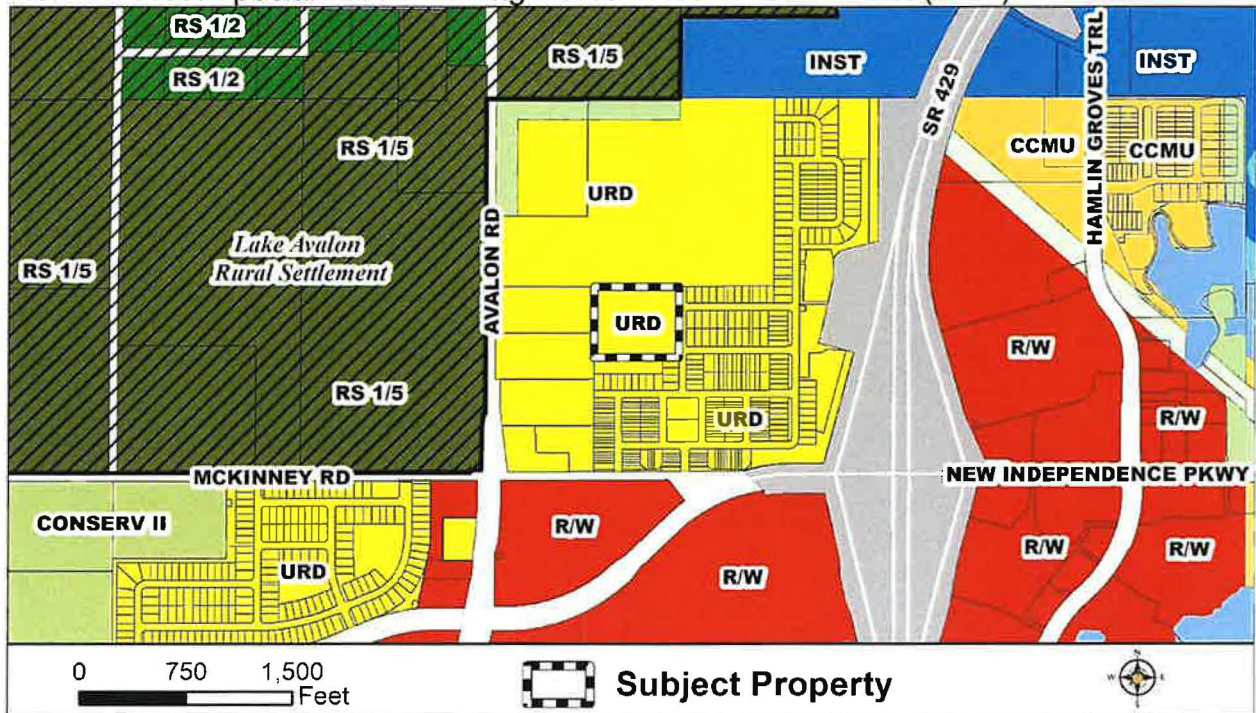 RS 1/2
RS 1/5
INST
INST
RS 1/2
SR 429
HAMLIN GROVES TRL
RS 1/5
CCMU
CCMU
URD
Lake Avalon
Rural Settlement
RS 1/5
AVALON RD
URD
R/W
RS 1/5
R/W
URD
MCKINNEY RD
NEW INDEPENDENCE PKWY
CONSERV II
R/W
R/W
R/W
URD
R/W
0 750 1,500
Feet
Subject Property
N
W E
S